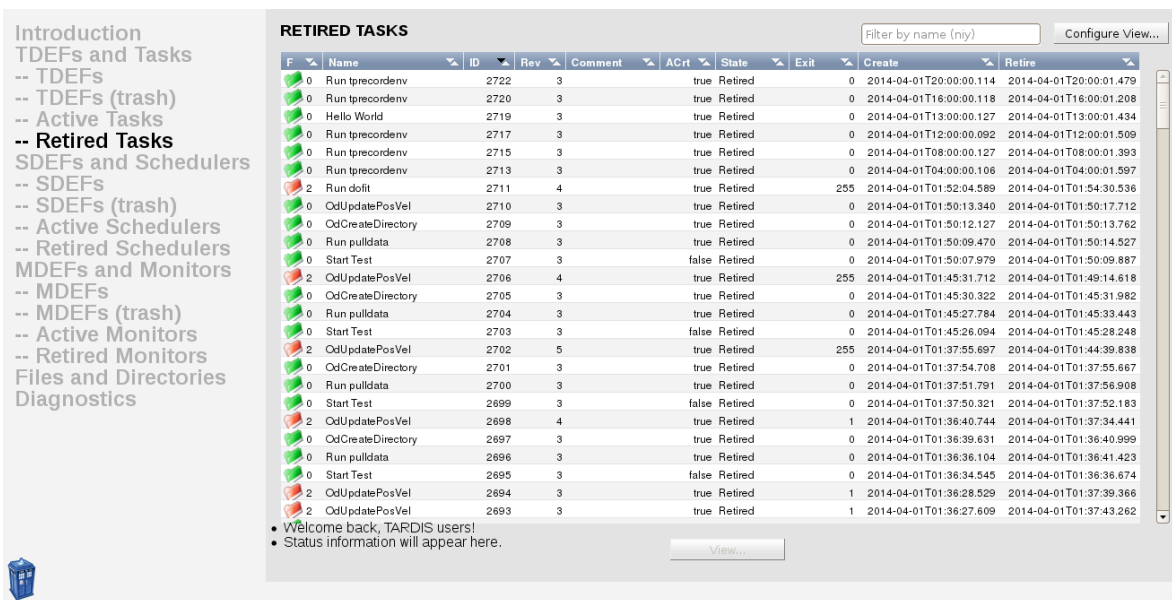 Introduction
TDEFs and Tasks
-- TDEFs
-- TDEFs (trash)
-- Active Tasks
-- Retired Tasks
SDEFs and Schedulers
-- SDEFs
-- SDEFs (trash)
-- Active Schedulers
-- Retired Schedulers
MDEFs and Monitors
-- MDEFs
-- MDEFs (trash)
-- Active Monitors
-- Retired Monitors
Files and Directories
Diagnostics
RETIRED TASKS
Filter by name (niy) Configure View...
F Name ID Rev Comment ACrt State Exit Create Retire
0 Run tprecordenv 2722 3 true Retired 0 2014-04-01T20:00:00.114 2014-04-01T20:00:01.479
0 Run tprecordenv 2720 3 true Retired 0 2014-04-01T16:00:00.118 2014-04-01T16:00:01.208
0 Hello World 2719 3 true Retired 0 2014-04-01T13:00:00.127 2014-04-01T13:00:01.434
0 Run tprecordenv 2717 3 true Retired 0 2014-04-01T12:00:00.092 2014-04-01T12:00:01.509
0 Run tprecordenv 2715 3 true Retired 0 2014-04-01T08:00:00.127 2014-04-01T08:00:01.393
0 Run tprecordenv 2713 3 true Retired 0 2014-04-01T04:00:00.106 2014-04-01T04:00:01.597
2 Run dofit 2711 4 true Retired 255 2014-04-01T01:52:04.589 2014-04-01T01:54:30.536
0 OdUpdatePosVel 2710 3 true Retired 0 2014-04-01T01:50:13.340 2014-04-01T01:50:17.712
0 OdCreateDirectory 2709 3 true Retired 0 2014-04-01T01:50:12.127 2014-04-01T01:50:13.762
0 Run pulldata 2708 3 true Retired 0 2014-04-01T01:50:09.470 2014-04-01T01:50:14.527
0 Start Test 2707 3 false Retired 0 2014-04-01T01:50:07.979 2014-04-01T01:50:09.887
2 OdUpdatePosVel 2706 4 true Retired 255 2014-04-01T01:45:31.712 2014-04-01T01:49:14.618
0 OdCreateDirectory 2705 3 true Retired 0 2014-04-01T01:45:30.322 2014-04-01T01:45:31.982
0 Run pulldata 2704 3 true Retired 0 2014-04-01T01:45:27.784 2014-04-01T01:45:33.443
0 Start Test 2703 3 false Retired 0 2014-04-01T01:45:26.094 2014-04-01T01:45:28.248
2 OdUpdatePosVel 2702 5 true Retired 255 2014-04-01T01:37:55.697 2014-04-01T01:44:39.838
0 OdCreateDirectory 2701 3 true Retired 0 2014-04-01T01:37:54.708 2014-04-01T01:37:55.667
0 Run pulldata 2700 3 true Retired 0 2014-04-01T01:37:51.791 2014-04-01T01:37:56.908
0 Start Test 2699 3 false Retired 0 2014-04-01T01:37:50.321 2014-04-01T01:37:52.183
2 OdUpdatePosVel 2698 4 true Retired 1 2014-04-01T01:36:40.744 2014-04-01T01:37:34.441
0 OdCreateDirectory 2697 3 true Retired 0 2014-04-01T01:36:39.631 2014-04-01T01:36:40.999
0 Run pulldata 2696 3 true Retired 0 2014-04-01T01:36:36.104 2014-04-01T01:36:41.423
0 Start Test 2695 3 false Retired 0 2014-04-01T01:36:34.545 2014-04-01T01:36:36.674
2 OdUpdatePosVel 2694 3 true Retired 1 2014-04-01T01:36:28.529 2014-04-01T01:37:39.366
2 OdUpdatePosVel 2693 3 true Retired 1 2014-04-01T01:36:27.609 2014-04-01T01:37:43.262
• Welcome back, TARDIS users!
• Status information will appear here.
View...